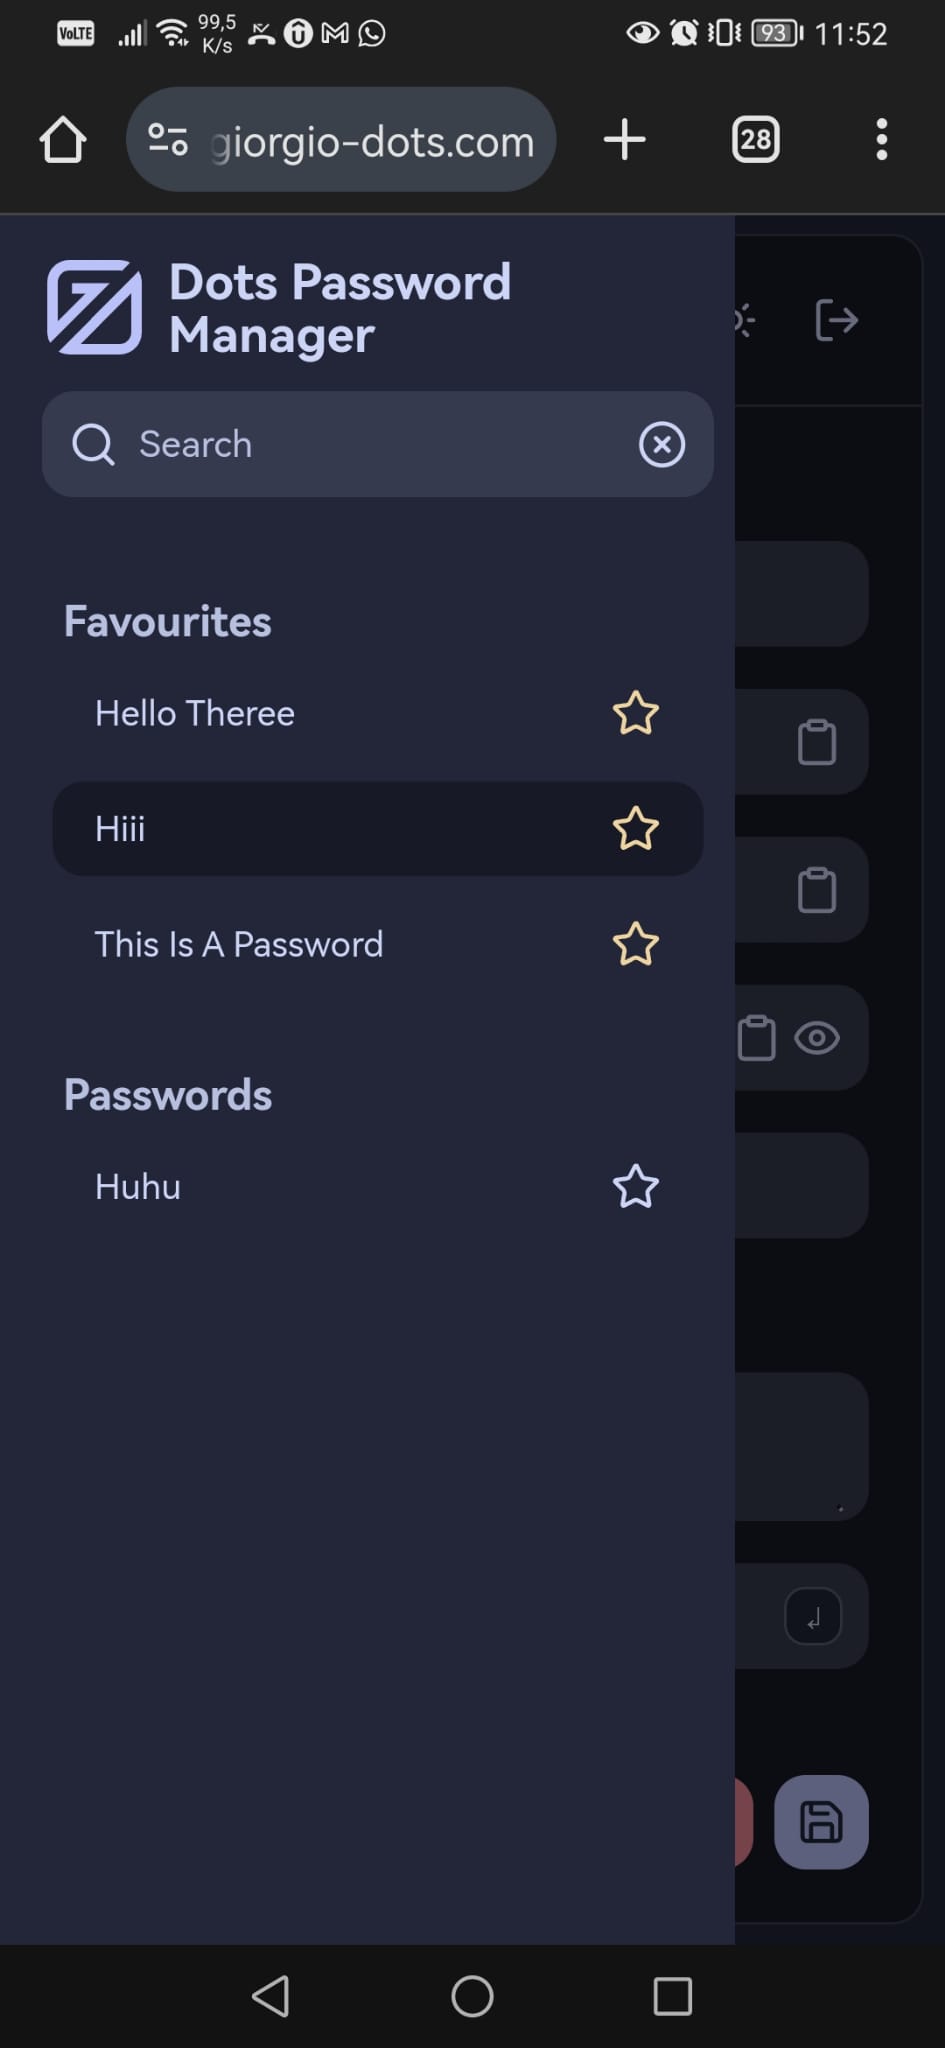 VoLTE
99,5
K/s
93
11:52
giorgio-dots.com
28
Dots Password
Manager
Search
Favourites
Hello Theree
Hiii
This Is A Password
Passwords
Huhu